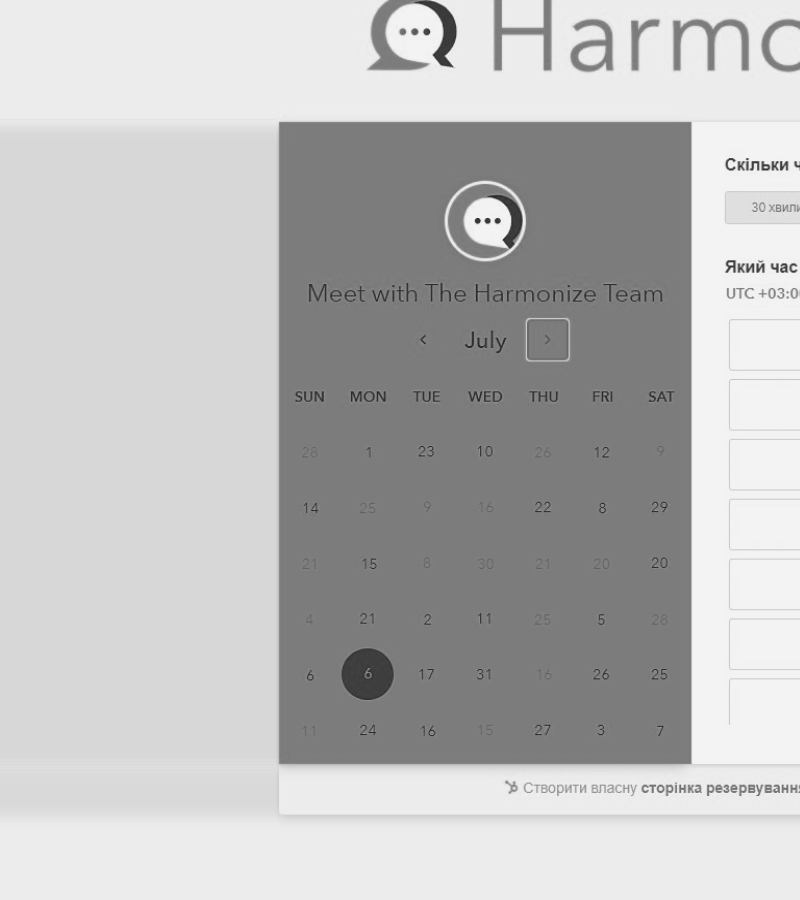 Harmo
Скільки ч
30 хвили
Meet with The Harmonize Team
Який час
UTC +03:0
July
SUN MON TUE WED THU FRI SAT
28 1 23 10 26 12 9
14 25 9 16 22 8 29
21 15 8 30 21 20 20
4 21 2 11 25 5 28
6 6 17 31 16 26 25
11 24 16 15 27 3 7
Створити власну сторінка резервування